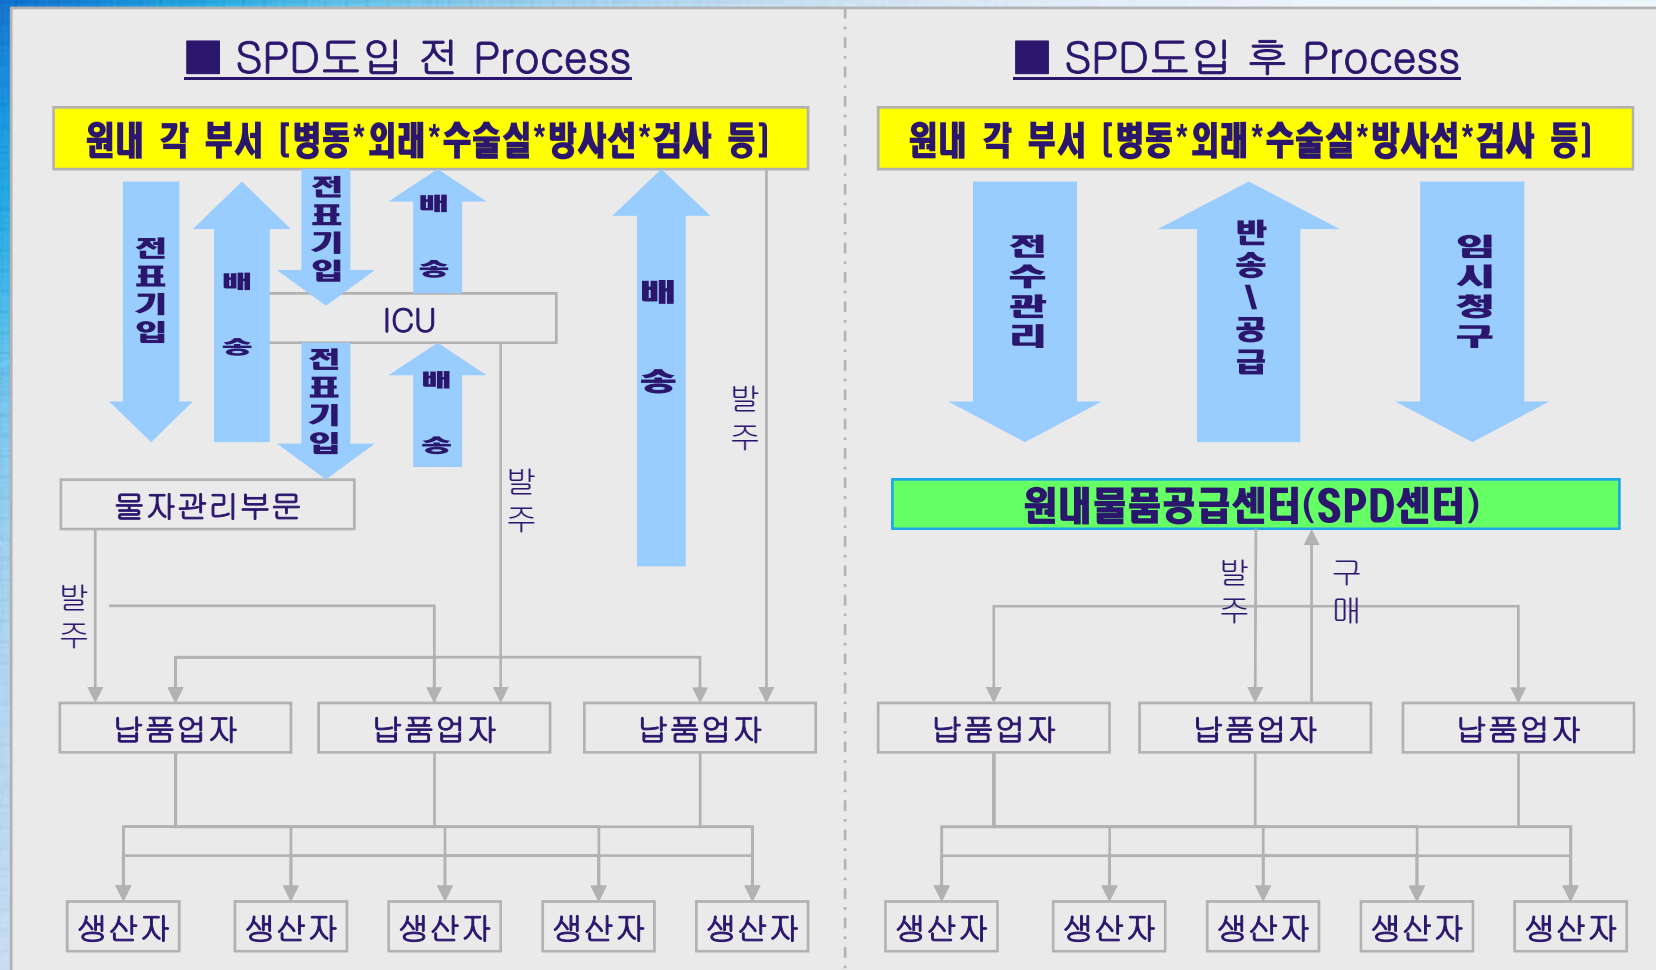 ■ SPD도입 전 Process
원내 각 부서 [병동*외래*수술실*방사선*검사 등]
전표기입
배송
전표기입
배송
배송
ICU
전표기입
배송
발주
발주
물자관리부문
발주
납품업자
납품업자
납품업자
생산자
생산자
생산자
생산자
생산자
■ SPD도입 후 Process
원내 각 부서 [병동*외래*수술실*방사선*검사 등]
전수관리
반송\공급
임시청구
원내물품공급센터(SPD센터)
발주
구매
납품업자
납품업자
납품업자
생산자
생산자
생산자
생산자
생산자